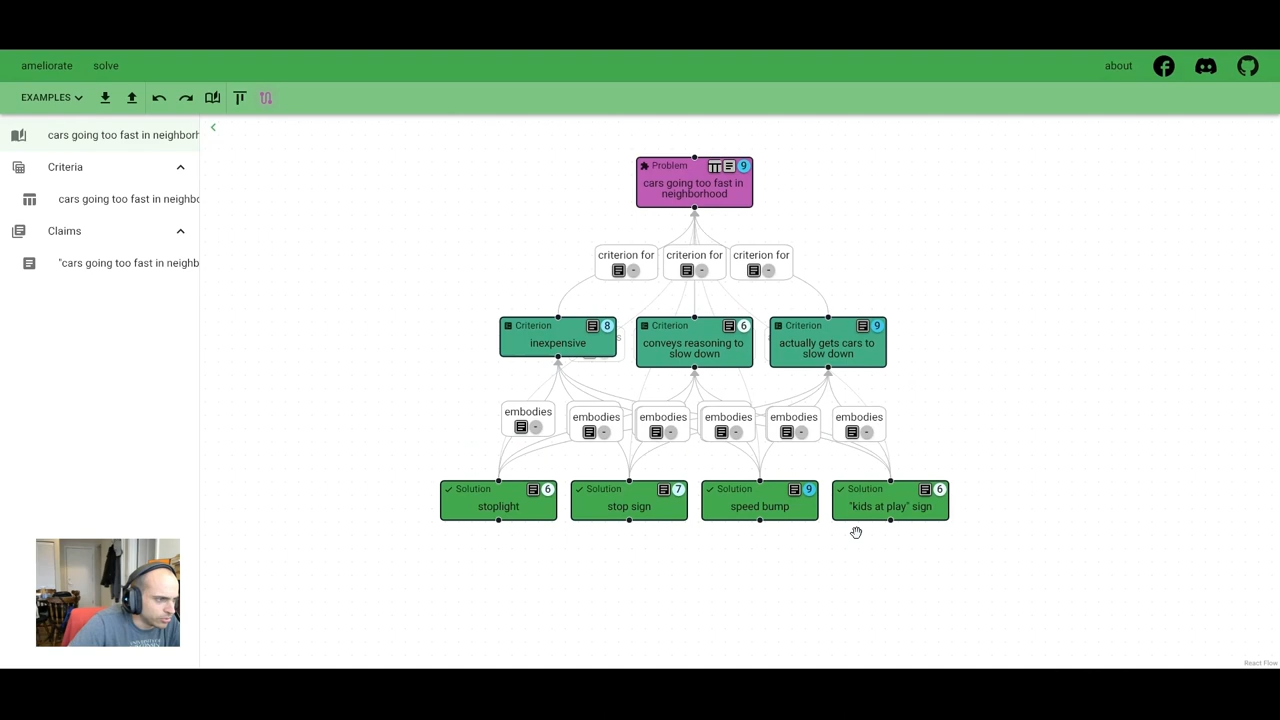 ameliorate solve about
EXAMPLES
cars going too fast in neighborh
Criteria
cars going too fast in neighbo
Claims
"cars going too fast in neighb
Problem 9
cars going too fast in
neighborhood
criterion for criterion for criterion for
- - -
Criterion 8
inexpensive
Criterion 6
conveys reasoning to
slow down
Criterion 9
actually gets cars to
slow down
embodies embodies embodies embodies embodies embodies
- - - - - -
Solution 6
stoplight
Solution 7
stop sign
Solution 9
speed bump
Solution 6
"kids at play" sign
React Flow